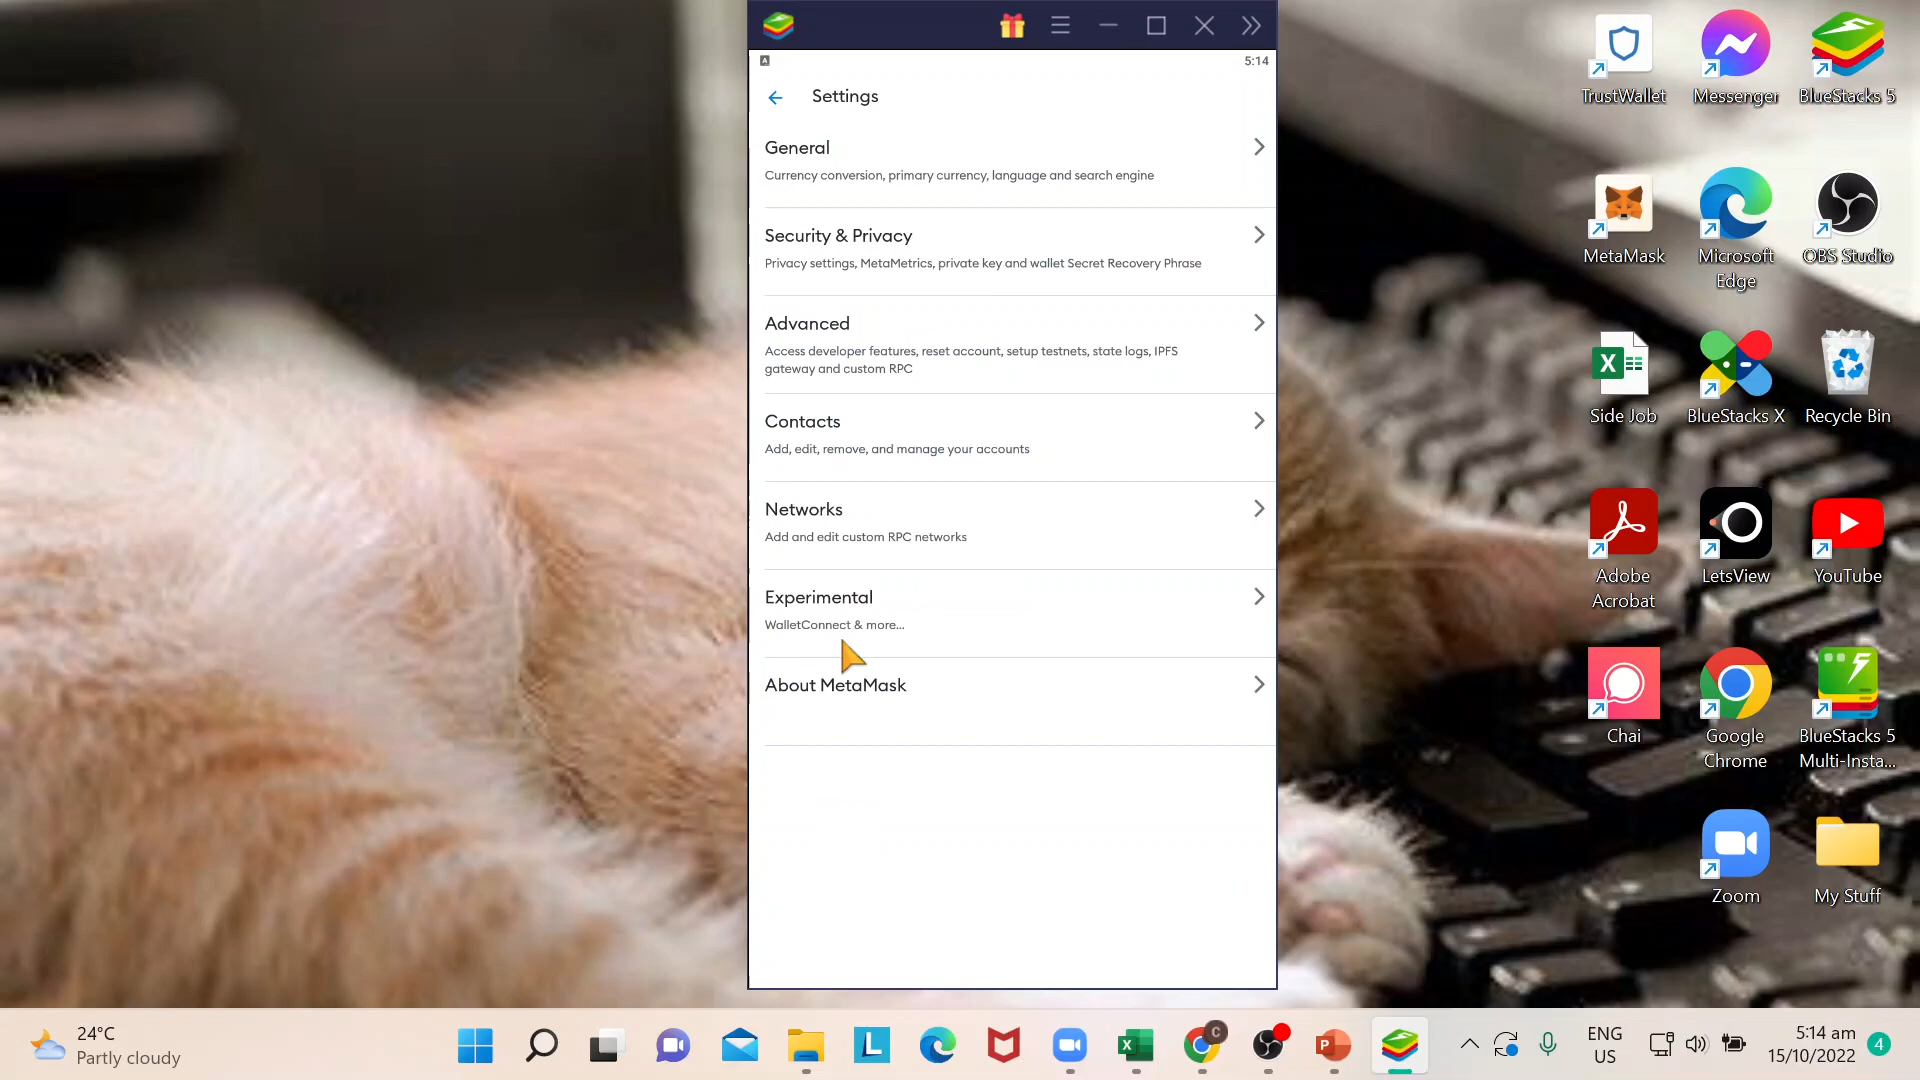 5:14
Settings
General
Currency conversion, primary currency, language and search engine
Security & Privacy
Privacy settings, MetaMetrics, private key and wallet Secret Recovery Phrase
Advanced
Access developer features, reset account, setup testnets, state logs, IPFS
gateway and custom RPC
Contacts
Add, edit, remove, and manage your accounts
Networks
Add and edit custom RPC networks
Experimental
WalletConnect & more...
About MetaMask
TrustWallet
Messenger
BlueStacks 5
MetaMask
Microsoft
Edge
OBS Studio
Side Job
BlueStacks X
Recycle Bin
Adobe
Acrobat
LetsView
YouTube
Chai
Google
Chrome
BlueStacks 5
Multi-Insta...
Zoom
My Stuff
24°C
Partly cloudy
ENG
US
5:14 am
15/10/2022
4